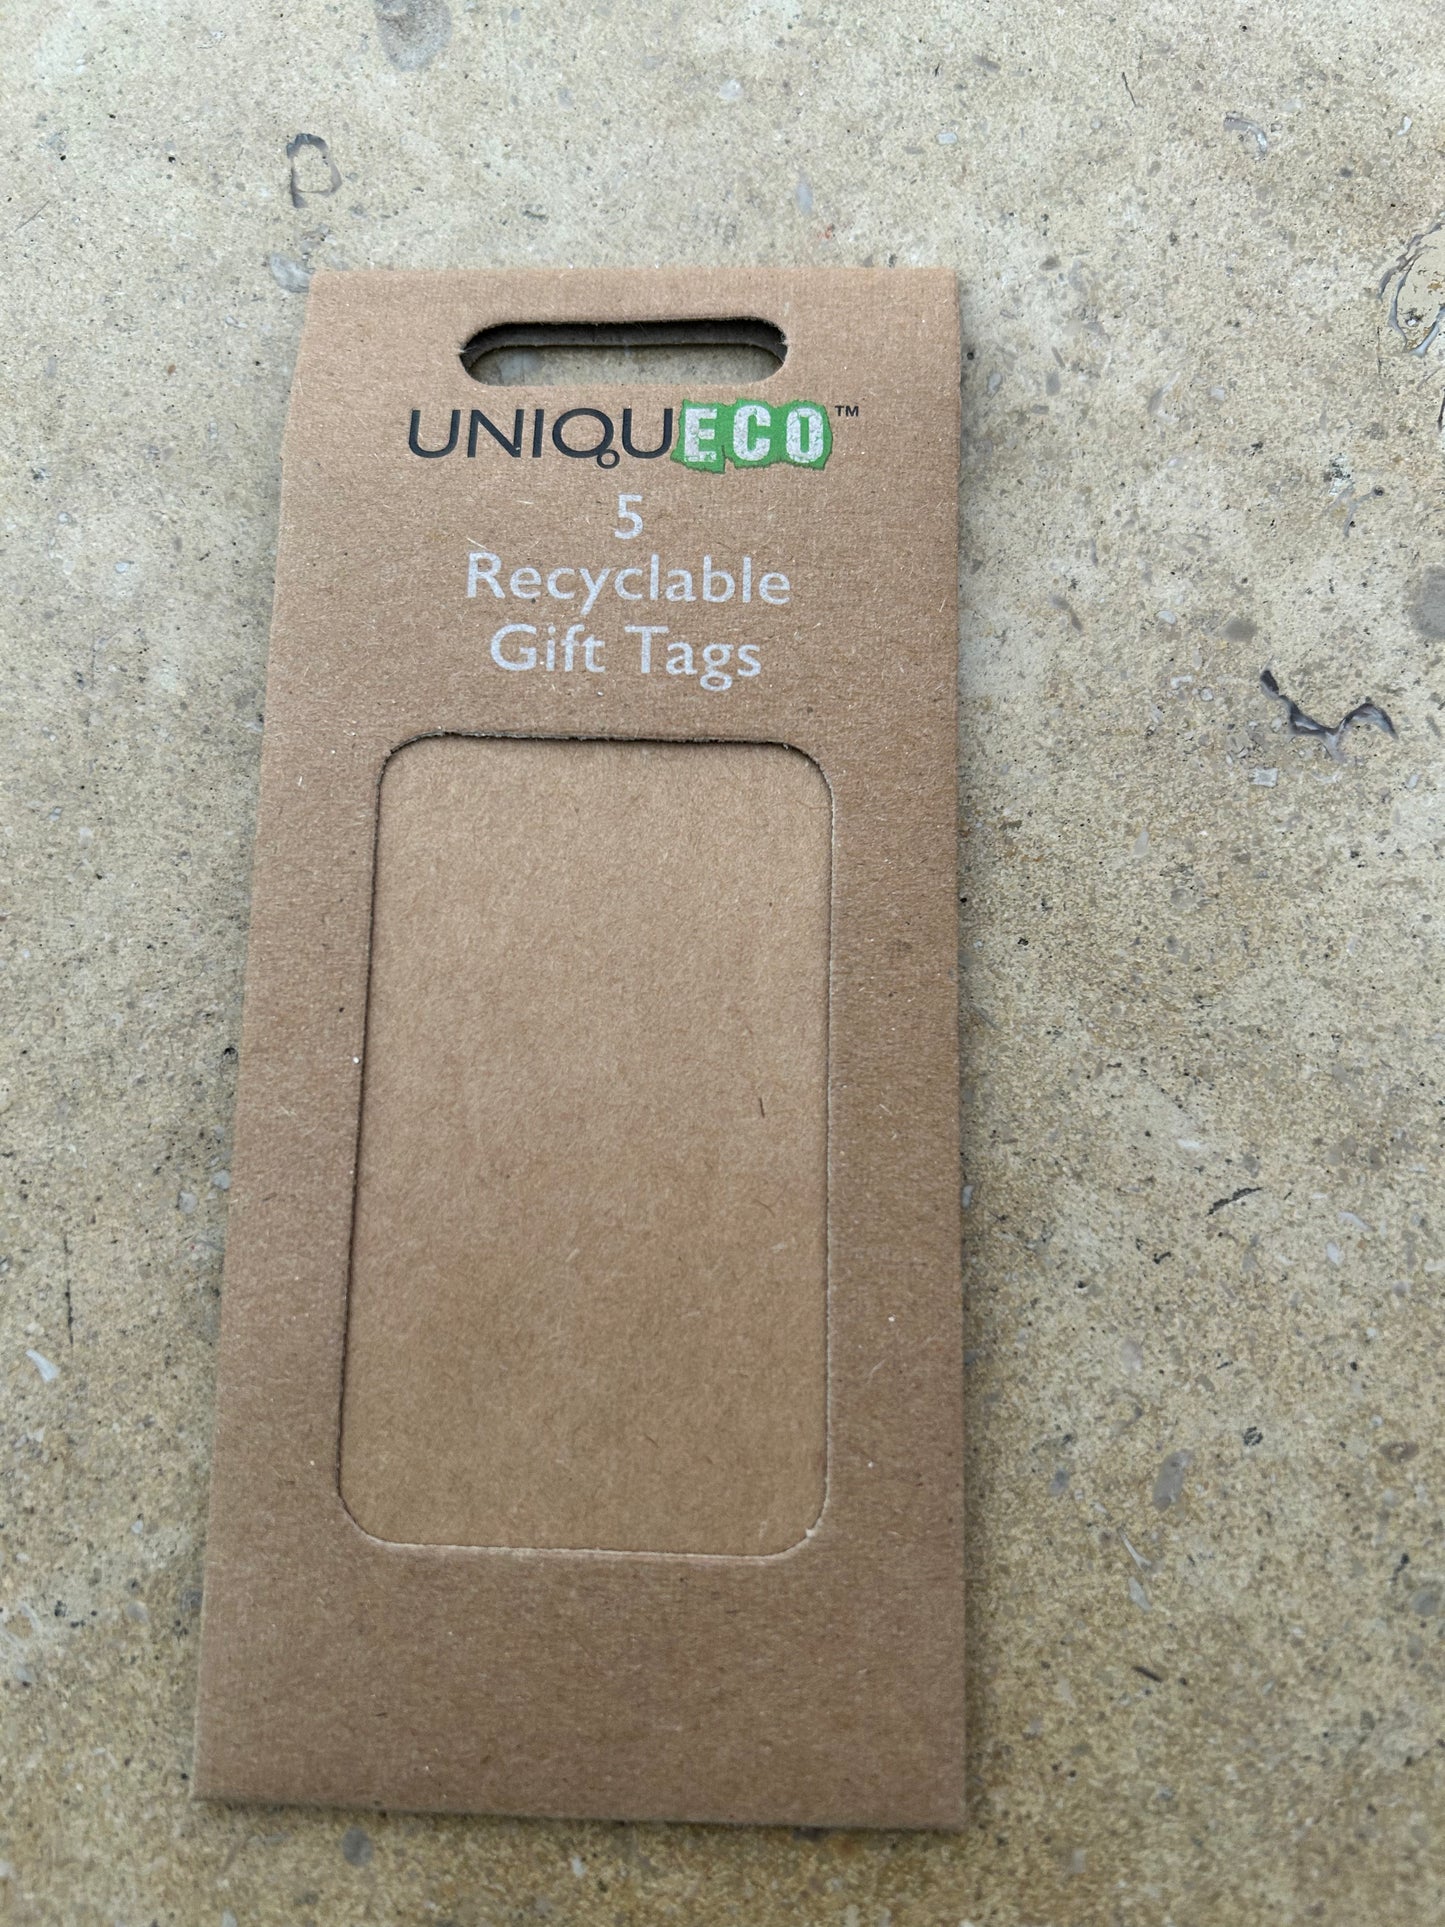 UNIQUECO™
5
Recyclable
Gift Tags